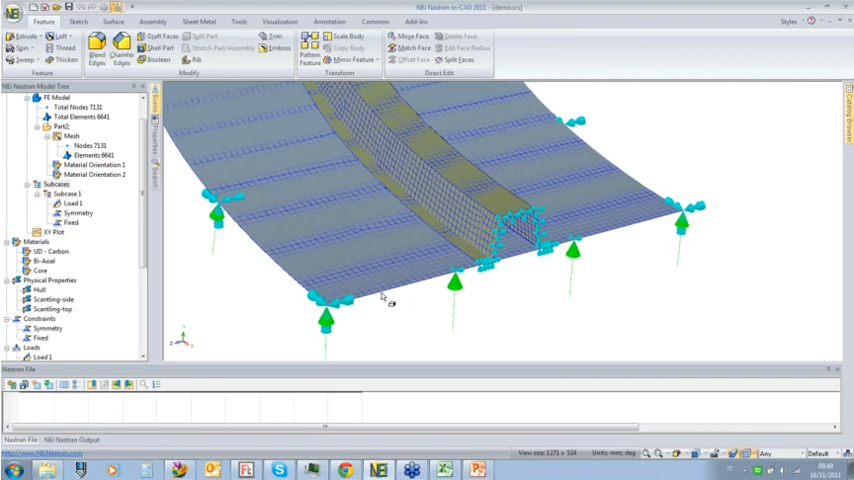 NEi Nastran in-CAD 2011 - [demo.ics]
Feature Sketch Surface Assembly Sheet Metal Tools Visualization Annotation Common Add-Ins
Styles
Extrude Loft
Spin Thread
Sweep Thicken
Feature
Blend Edges
Chamfer Edges
Draft Faces Split Part Trim
Shell Part Stretch Part/Assembly Emboss
Boolean Rib
Modify
Pattern Feature
Scale Body
Copy Body
Mirror Feature
Transform
Move Face Delete Face
Match Face Edit Face Radius
Offset Face Split Faces
Direct Edit
NEi Nastran Model Tree
FE Model
Total Nodes 7131
Total Elements 6641
Part2;
Mesh
Nodes 7131
Elements 6641
Material Orientation 1
Material Orientation 2
Subcases
Subcase 1
Load 1
Symmetry
Fixed
XY Plot
Materials
UD - Carbon
Bi-Axial
Core
Physical Properties
Hull
Scantling-side
Scantling-top
Constraints
Symmetry
Fixed
Loads
Load 1
Scene
Properties
Search
Catalog Browser
Nastran File
Nastran File NEi Nastran Output
http://www.NEiNastran.com
View size: 1271 x 524 Units: mm; deg
Any
Default
IT
09:49
16/11/2011